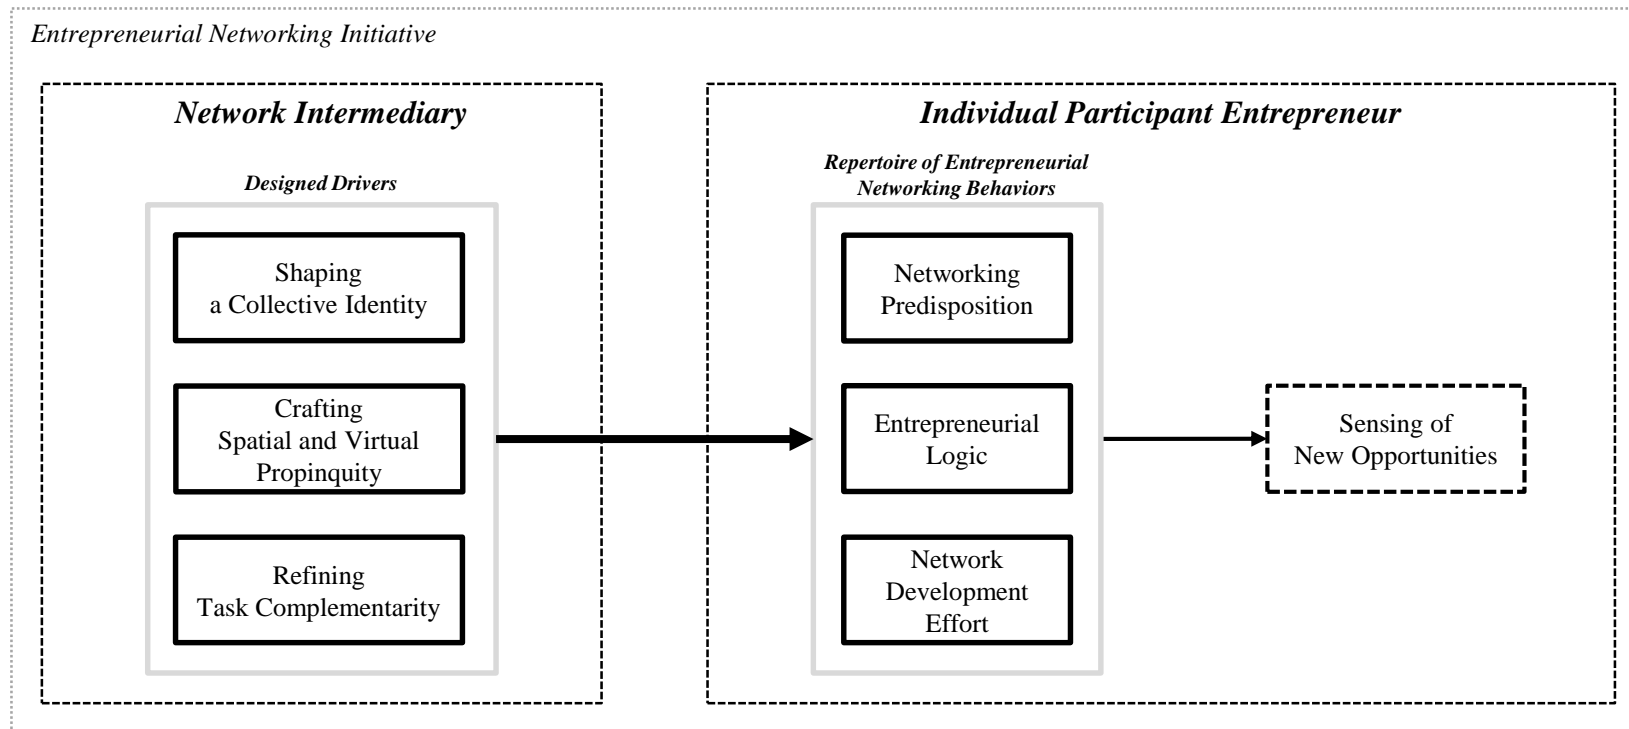 Entrepreneurial Networking Initiative
Network Intermediary
Designed Drivers
Shaping
a Collective Identity
Crafting
Spatial and Virtual
Propinquity
Refining
Task Complementarity
Individual Participant Entrepreneur
Repertoire of Entrepreneurial
Networking Behaviors
Networking
Predisposition
Entrepreneurial
Logic
Network
Development
Effort
Sensing of
New Opportunities